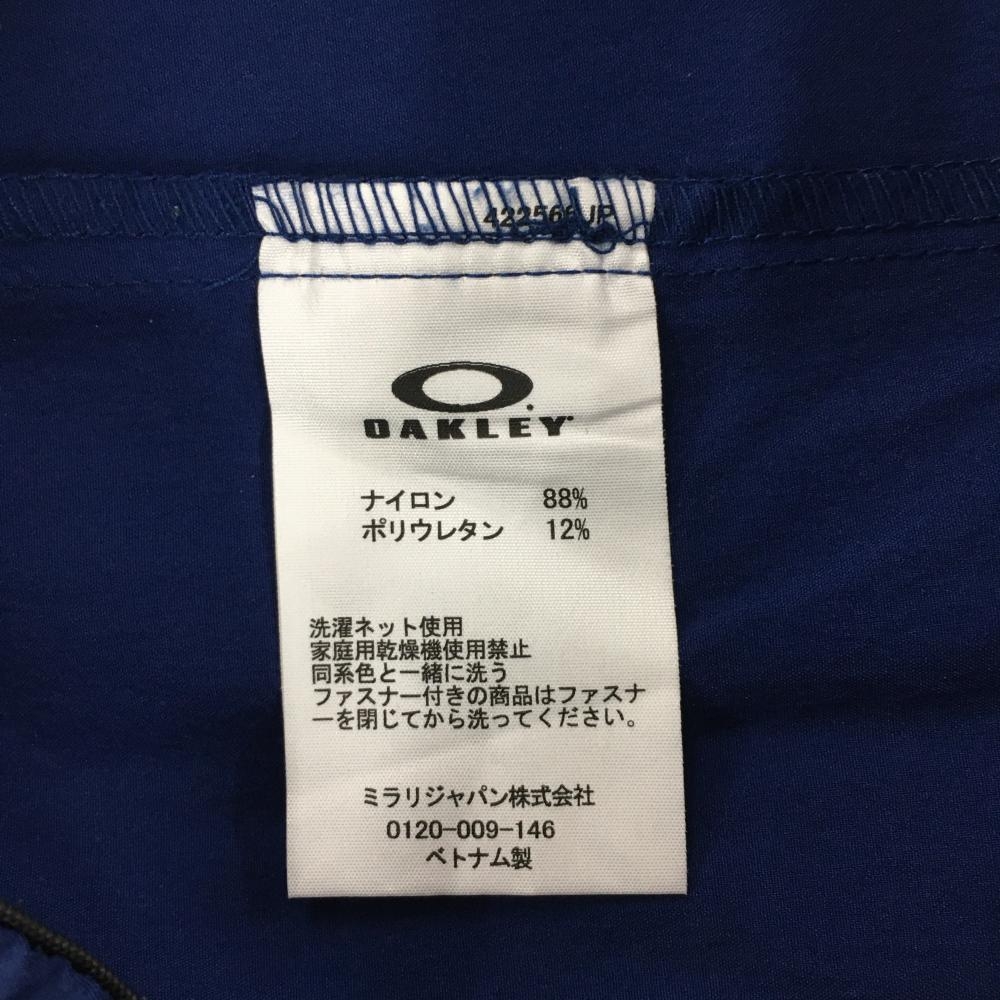 OAKLEY
ナイロン 88%
ポリウレタン 12%
洗濯ネット使用
家庭用乾燥機使用禁止
同系色と一緒に洗う
ファスナー付きの商品はファスナ
ーを閉じてから洗ってください。
ミラリジャパン株式会社
0120-009-146
ベトナム製